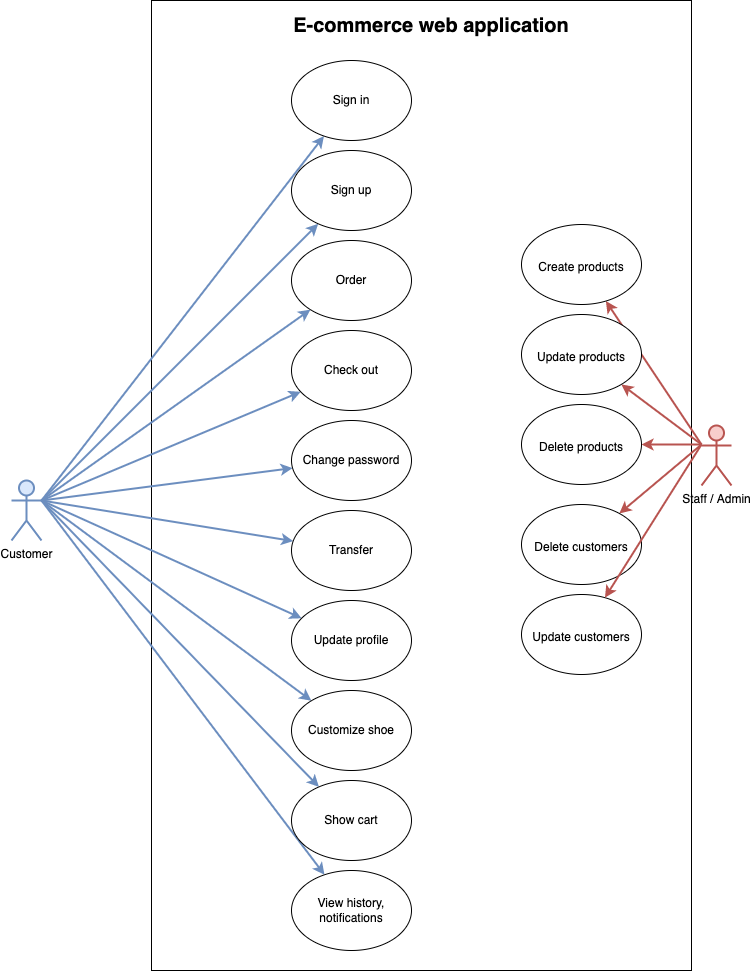 E-commerce web application
Sign in
Sign up
Order
Check out
Change password
Transfer
Update profile
Customize shoe
Show cart
View history,
notifications
Create products
Update products
Delete products
Delete customers
Update customers
Customer
Staff / Admin